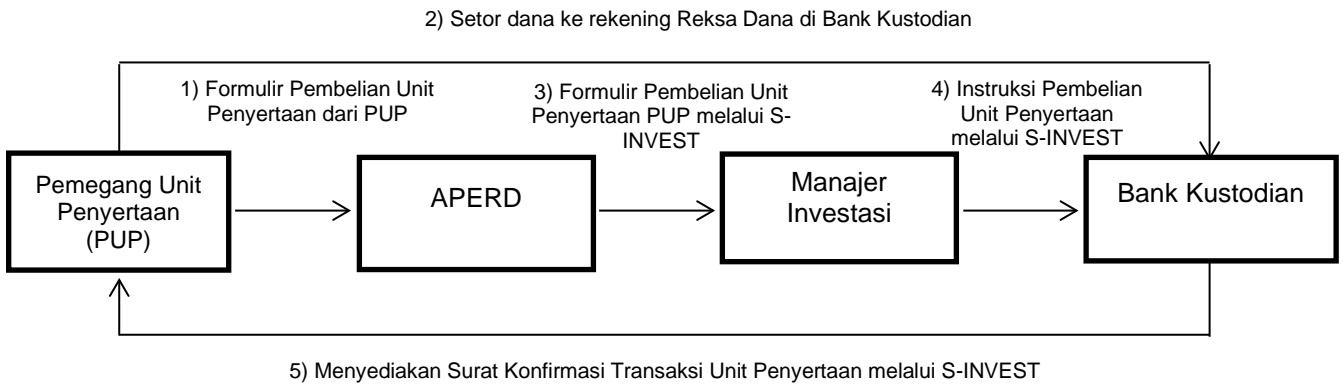 2) Setor dana ke rekening Reksa Dana di Bank Kustodian
1) Formulir Pembelian Unit
Penyertaan dari PUP
3) Formulir Pembelian Unit
Penyertaan PUP melalui S-
INVEST
4) Instruksi Pembelian
Unit Penyertaan
melalui S-INVEST
Pemegang Unit
Penyertaan
(PUP)
APERD
Manajer
Investasi
Bank Kustodian
5) Menyediakan Surat Konfirmasi Transaksi Unit Penyertaan melalui S-INVEST